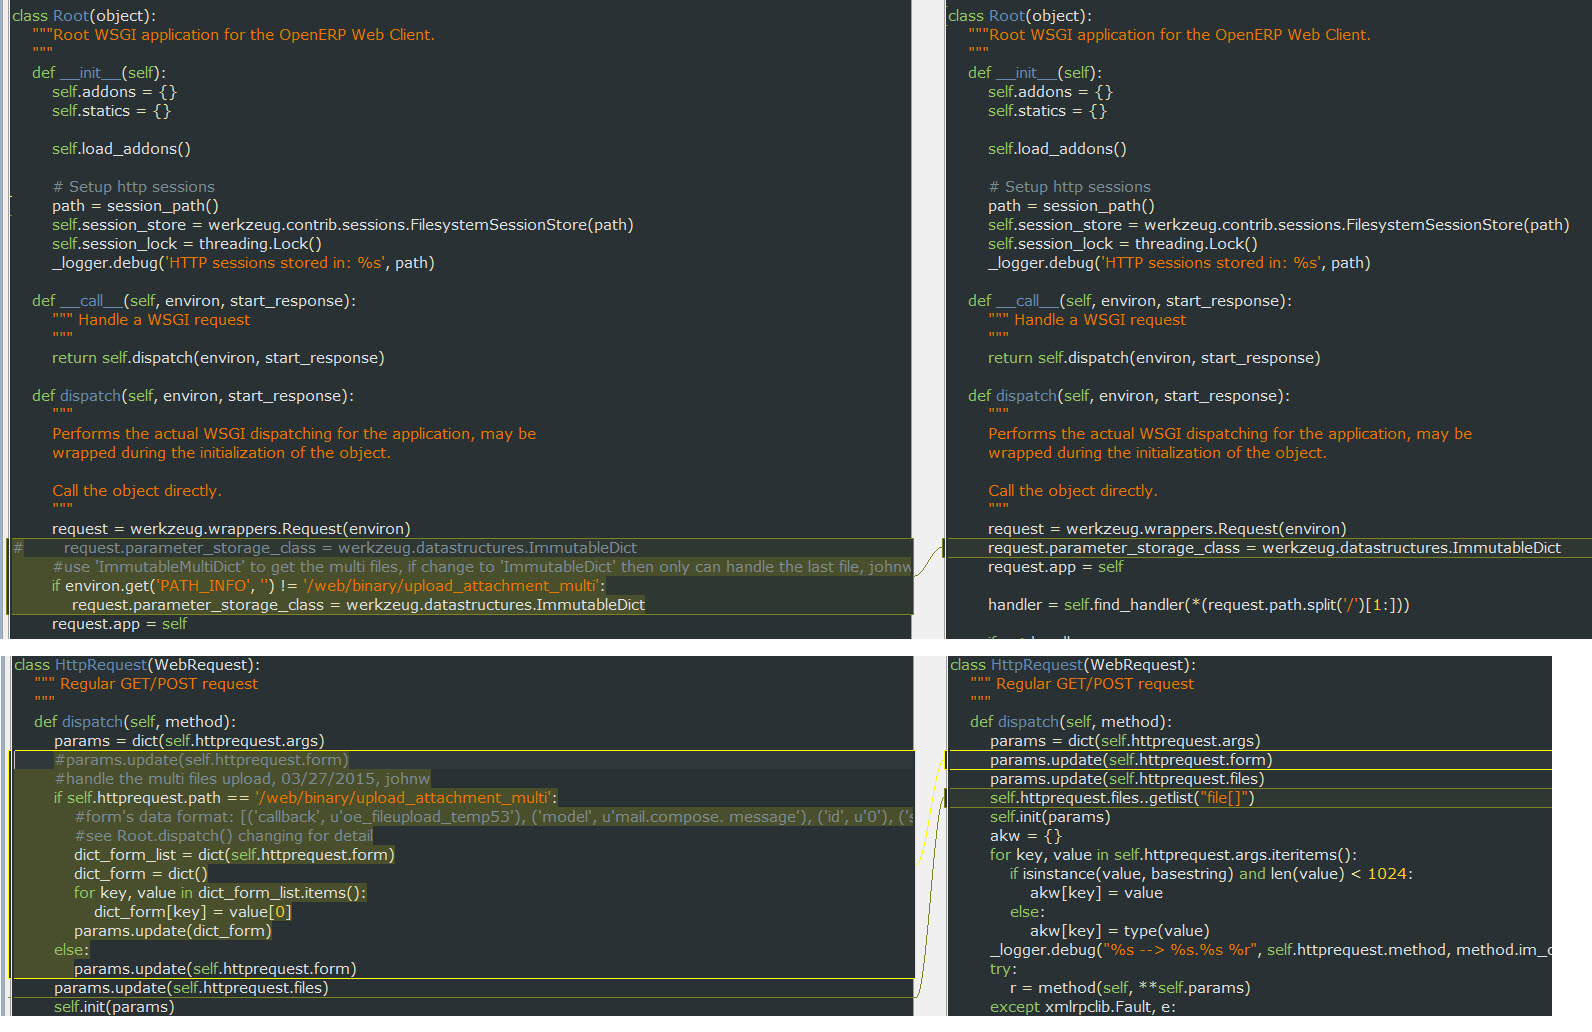 class Root(object):
"""Root WSGI application for the OpenERP Web Client.
"""
def __init__(self):
self.addons = {}
self.statics = {}
self.load_addons()
# Setup http sessions
path = session_path()
self.session_store = werkzeug.contrib.sessions.FilesystemSessionStore(path)
self.session_lock = threading.Lock()
_logger.debug('HTTP sessions stored in: %s', path)
def __call__(self, environ, start_response):
""" Handle a WSGI request
"""
return self.dispatch(environ, start_response)
def dispatch(self, environ, start_response):
"""
Performs the actual WSGI dispatching for the application, may be
wrapped during the initialization of the object.
Call the object directly.
"""
request = werkzeug.wrappers.Request(environ)
# request.parameter_storage_class = werkzeug.datastructures.ImmutableDict
#use 'ImmutableMultiDict' to get the multi files, if change to 'ImmutableDict' then only can handle the last file, johnw
if environ.get('PATH_INFO', '') != '/web/binary/upload_attachment_multi':
request.parameter_storage_class = werkzeug.datastructures.ImmutableDict
request.app = self
class Root(object):
"""Root WSGI application for the OpenERP Web Client.
"""
def __init__(self):
self.addons = {}
self.statics = {}
self.load_addons()
# Setup http sessions
path = session_path()
self.session_store = werkzeug.contrib.sessions.FilesystemSessionStore(path)
self.session_lock = threading.Lock()
_logger.debug('HTTP sessions stored in: %s', path)
def __call__(self, environ, start_response):
""" Handle a WSGI request
"""
return self.dispatch(environ, start_response)
def dispatch(self, environ, start_response):
"""
Performs the actual WSGI dispatching for the application, may be
wrapped during the initialization of the object.
Call the object directly.
"""
request = werkzeug.wrappers.Request(environ)
request.parameter_storage_class = werkzeug.datastructures.ImmutableDict
request.app = self
handler = self.find_handler(*(request.path.split('/')[1:]))
class HttpRequest(WebRequest):
""" Regular GET/POST request
"""
def dispatch(self, method):
params = dict(self.httprequest.args)
#params.update(self.httprequest.form)
#handle the multi files upload, 03/27/2015, johnw
if self.httprequest.path == '/web/binary/upload_attachment_multi':
#form's data format: [('callback', u'oe_fileupload_temp53'), ('model', u'mail.compose. message'), ('id', u'0'), ('s
#see Root.dispatch() changing for detail
dict_form_list = dict(self.httprequest.form)
dict_form = dict()
for key, value in dict_form_list.items():
dict_form[key] = value[0]
params.update(dict_form)
else:
params.update(self.httprequest.form)
params.update(self.httprequest.files)
self.init(params)
class HttpRequest(WebRequest):
""" Regular GET/POST request
"""
def dispatch(self, method):
params = dict(self.httprequest.args)
params.update(self.httprequest.form)
params.update(self.httprequest.files)
self.httprequest.files..getlist("file[]")
self.init(params)
akw = {}
for key, value in self.httprequest.args.iteritems():
if isinstance(value, basestring) and len(value) < 1024:
akw[key] = value
else:
akw[key] = type(value)
_logger.debug("%s --> %s.%s %r", self.httprequest.method, method.im_c
try:
r = method(self, **self.params)
except xmlrpclib.Fault, e: